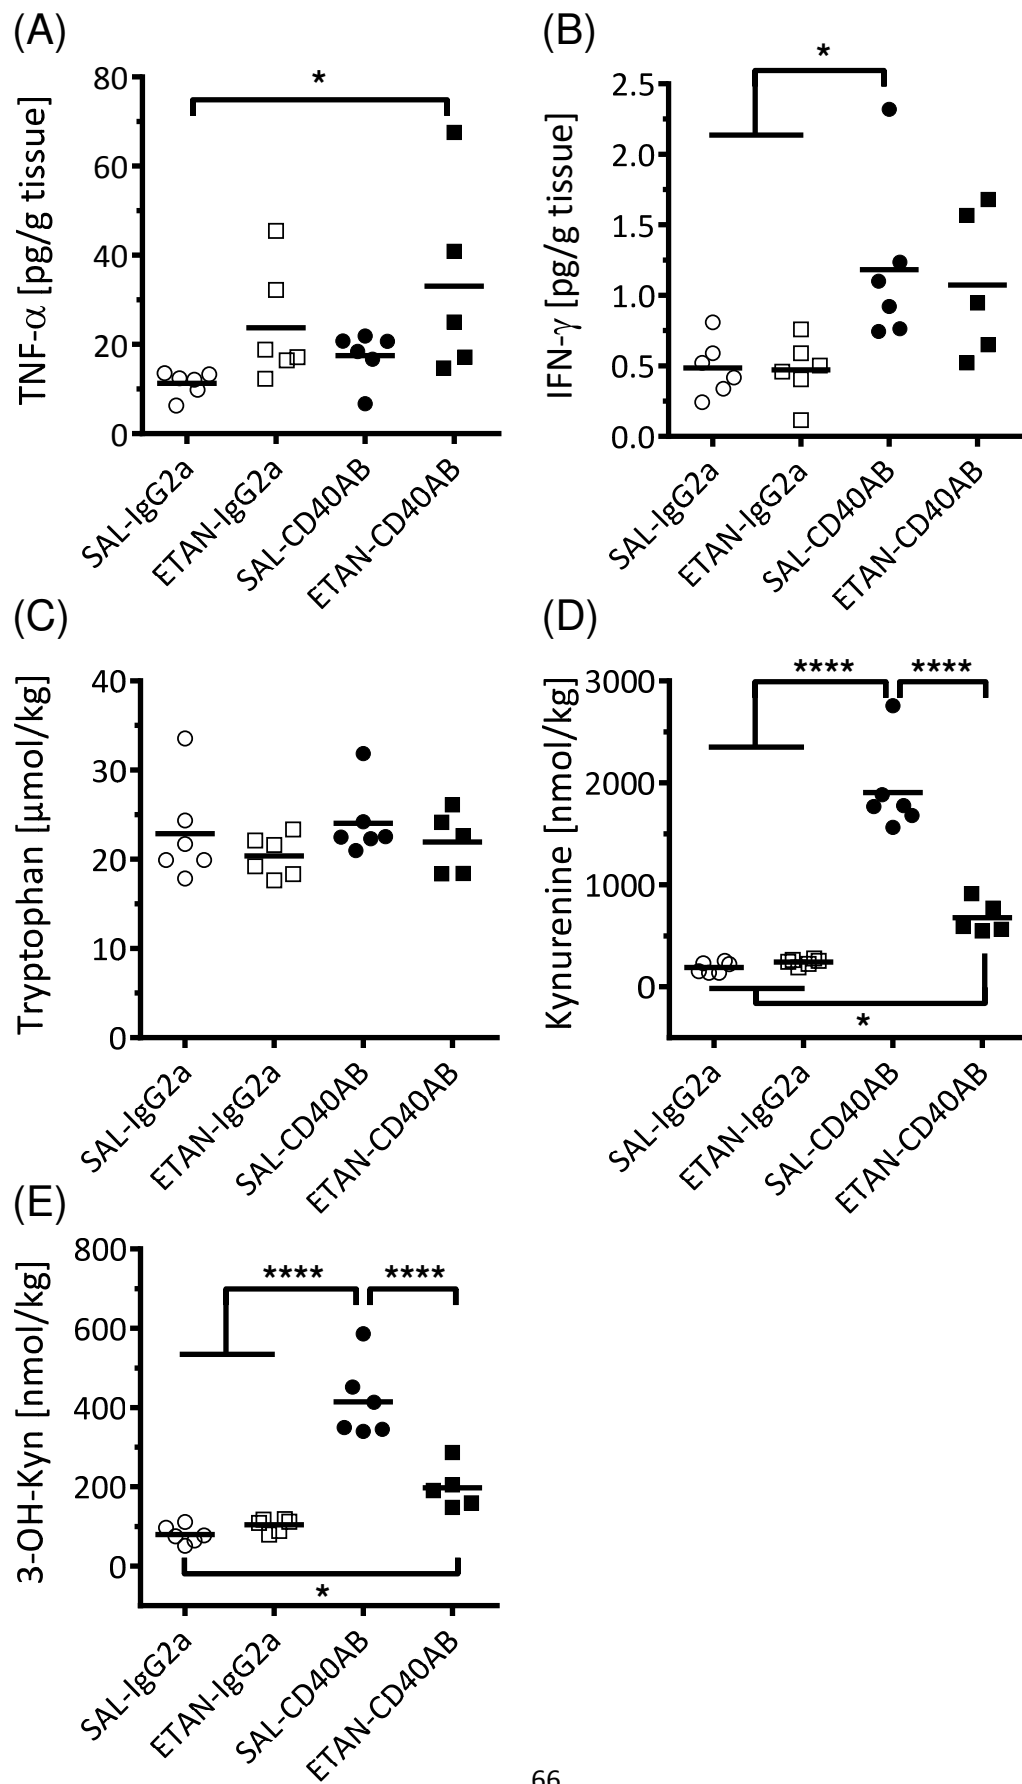 (A)
TNF-α [pg/g tissue]
80
60
40
20
0
*
SAL-IgG2a
ETAN-IgG2a
SAL-CD40AB
ETAN-CD40AB
(B)
IFN-γ [pg/g tissue]
2.5
2.0
1.5
1.0
0.5
0.0
*
SAL-IgG2a
ETAN-IgG2a
SAL-CD40AB
ETAN-CD40AB
(C)
Tryptophan [µmol/kg]
40
30
20
10
0
SAL-IgG2a
ETAN-IgG2a
SAL-CD40AB
ETAN-CD40AB
(D)
Kynurenine [nmol/kg]
3000
2000
1000
0
**** ****
*
SAL-IgG2a
ETAN-IgG2a
SAL-CD40AB
ETAN-CD40AB
(E)
3-OH-Kyn [nmol/kg]
800
600
400
200
0
**** ****
*
SAL-IgG2a
ETAN-IgG2a
SAL-CD40AB
ETAN-CD40AB
66